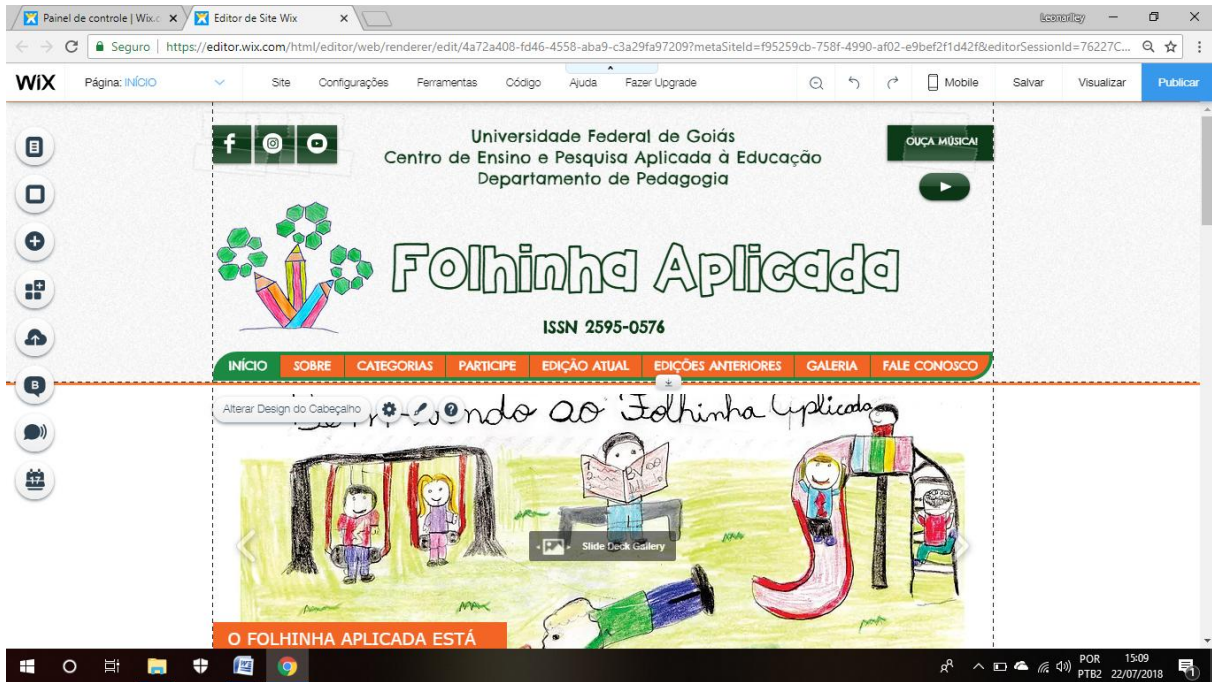 Painel de controle | Wix.c
Editor de Site Wix
Leonarlley
Seguro
https://editor.wix.com/html/editor/web/renderer/edit/4a72a408-fd46-4558-aba9-c3a29fa97209?metaSiteId=f95259cb-758f-4990-af02-e9bef2f1d42f8&editorSessionId=76227C...
WiX
Página: INÍCIO
Site
Configurações
Ferramentas
Código
Ajuda
Fazer Upgrade
Mobile
Salvar
Visualizar
Publicar
Universidade Federal de Goiás
Centro de Ensino e Pesquisa Aplicada à Educação
Departamento de Pedagogia
OUÇA MÚSICA!
Folhinha Aplicada
ISSN 2595-0576
INÍCIO SOBRE CATEGORIAS PARTICIPE EDIÇÃO ATUAL EDIÇÕES ANTERIORES GALERIA FALE CONOSCO
Alterar Design do Cabeçalho
ao Folhinha Aplicada
Slide Deck Gallery
O FOLHINHA APLICADA ESTÁ
B
17
POR
PTB2
15:09
22/07/2018
1